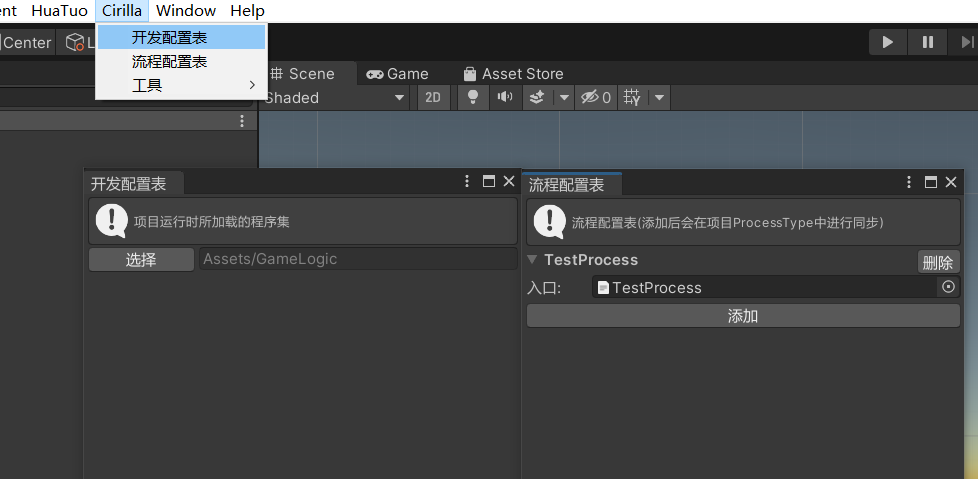 HuaTuo Cirilla Window Help
开发配置表
流程配置表
工具
Center
Scene Game Asset Store
Shaded 2D 0
开发配置表
项目运行时所加载的程序集
选择 Assets/GameLogic
流程配置表
流程配置表(添加后会在项目ProcessType中进行同步)
TestProcess 删除
入口: TestProcess
添加